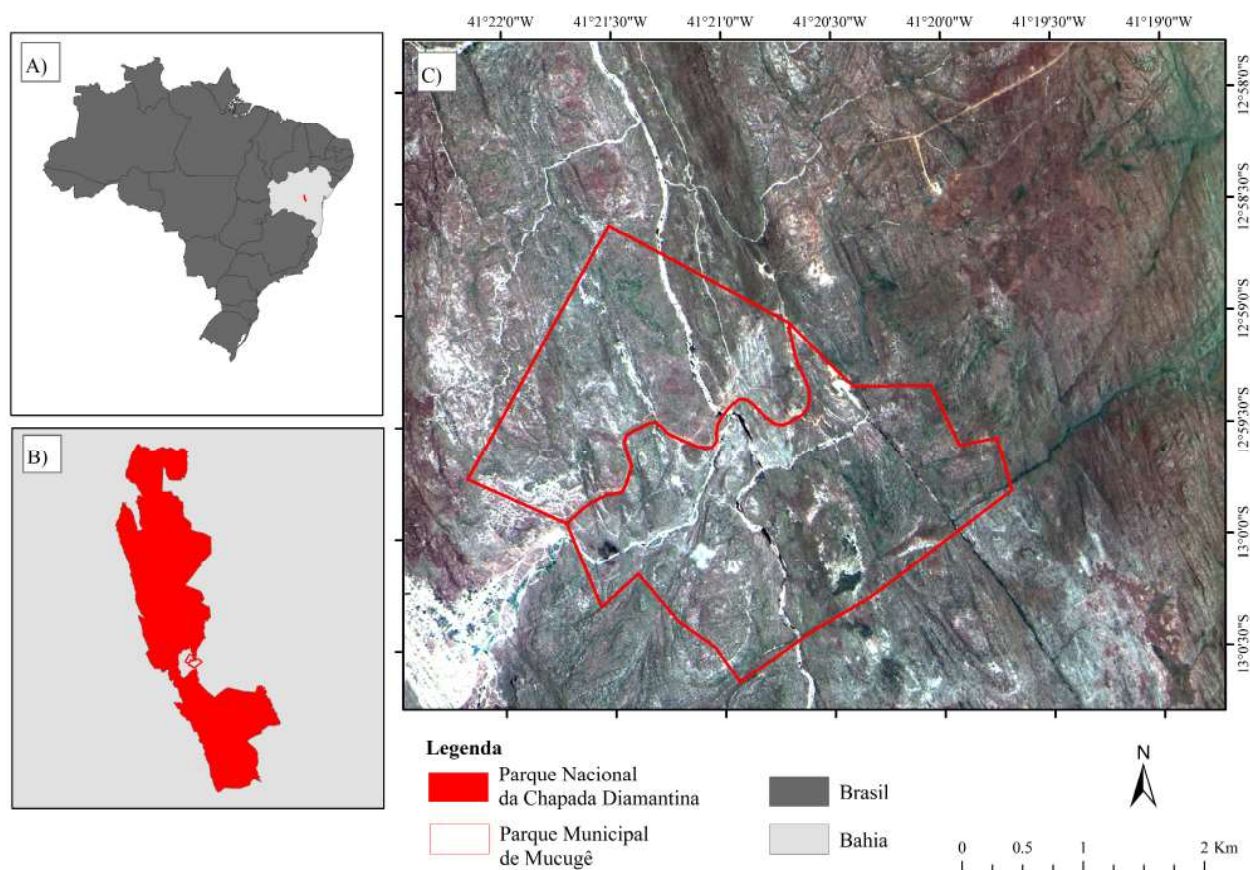 41°22'0"W 41°21'30"W 41°21'0"W 41°20'30"W 41°20'0"W 41°19'30"W 41°19'0"W
A)
C)
12°58'0"S
12°58'30"S
12°59'0"S
12°59'30"S
13°0'0"S
13°0'30"S
B)
Legenda
Parque Nacional
da Chapada Diamantina
Parque Municipal
de Mucugê
Brasil
Bahia
N
0 0.5 1 2 Km